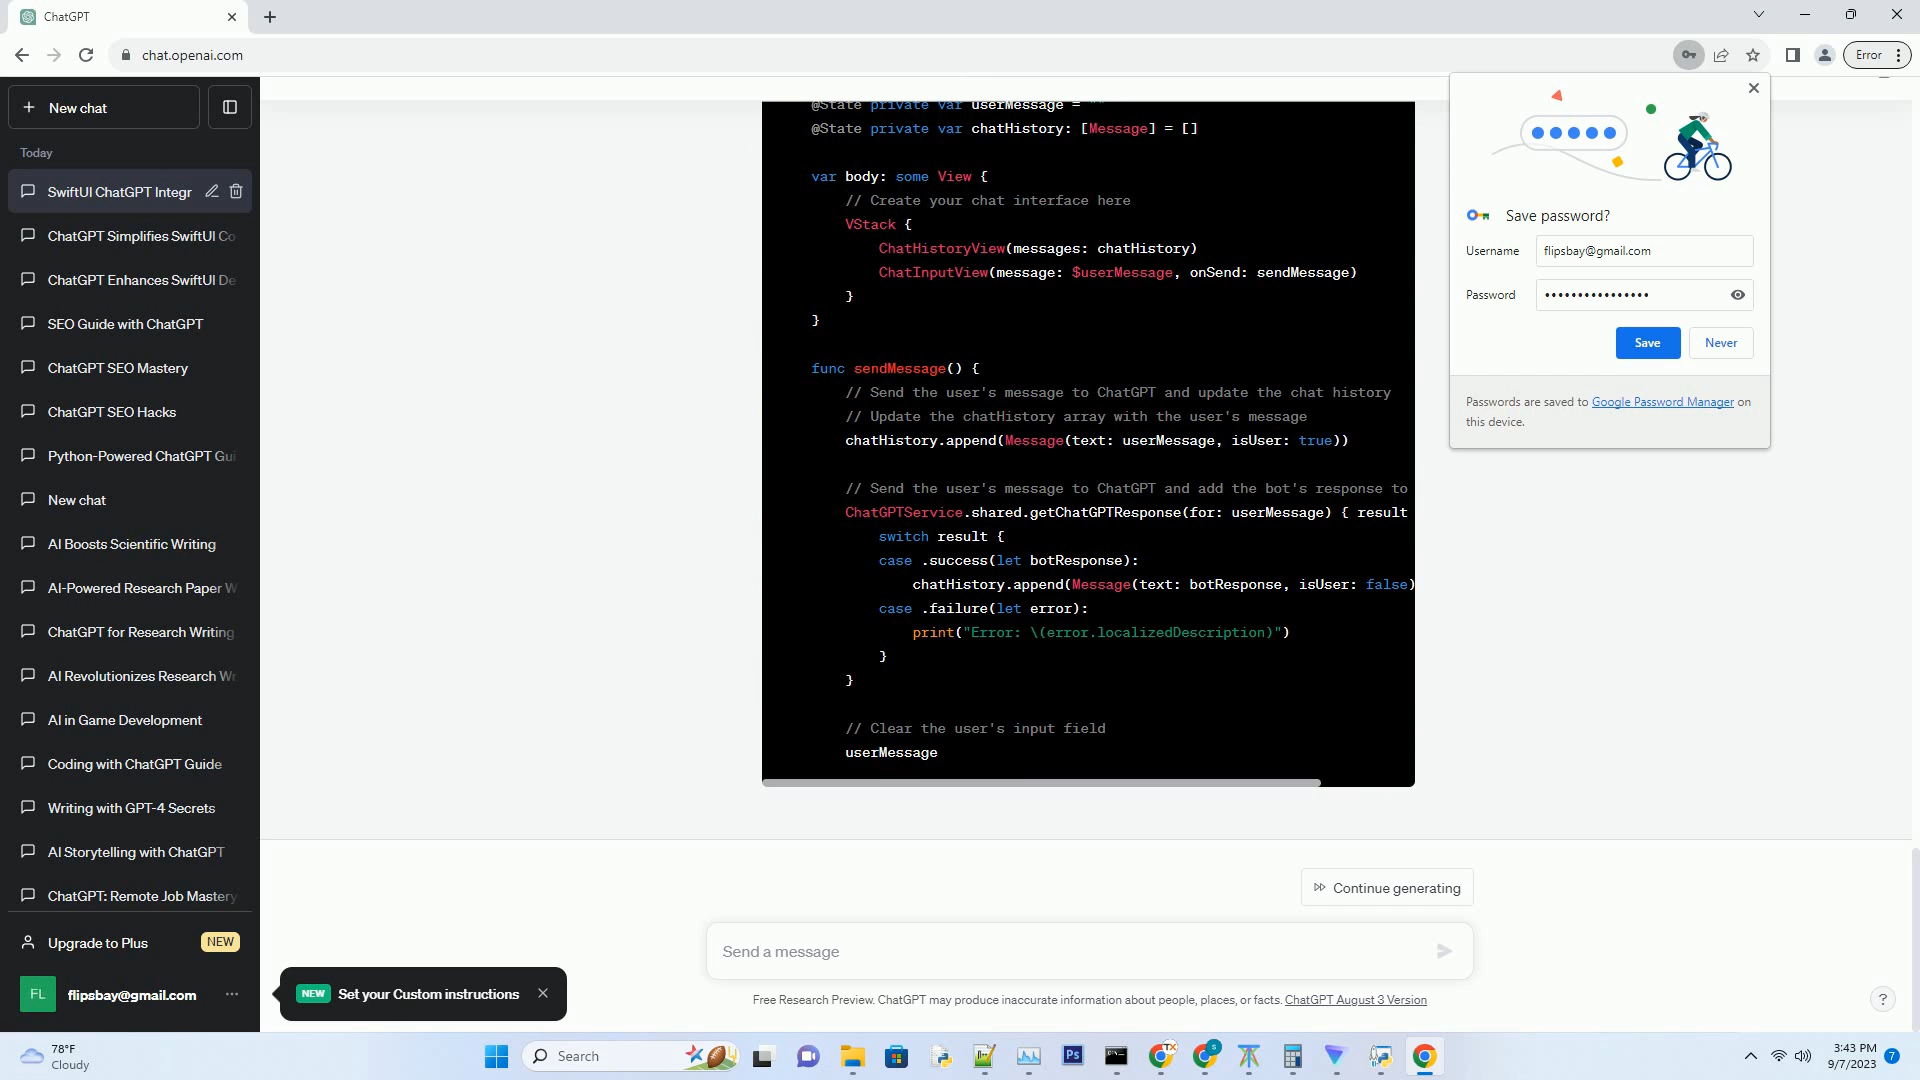 ChatGPT
chat.openai.com
Error
New chat
Today
SwiftUI ChatGPT Integr
ChatGPT Simplifies SwiftUI Co
ChatGPT Enhances SwiftUI De
SEO Guide with ChatGPT
ChatGPT SEO Mastery
ChatGPT SEO Hacks
Python-Powered ChatGPT Gui
New chat
AI Boosts Scientific Writing
AI-Powered Research Paper W
ChatGPT for Research Writing
AI Revolutionizes Research Wr
AI in Game Development
Coding with ChatGPT Guide
Writing with GPT-4 Secrets
AI Storytelling with ChatGPT
ChatGPT: Remote Job Mastery
Upgrade to Plus NEW
FL flipsbay@gmail.com
NEW Set your Custom instructions
@State private var userMessage = ""
@State private var chatHistory: [Message] = []
var body: some View {
// Create your chat interface here
VStack {
ChatHistoryView(messages: chatHistory)
ChatInputView(message: $userMessage, onSend: sendMessage)
}
}
func sendMessage() {
// Send the user's message to ChatGPT and update the chat history
// Update the chatHistory array with the user's message
chatHistory.append(Message(text: userMessage, isUser: true))
// Send the user's message to ChatGPT and add the bot's response to
ChatGPTService.shared.getChatGPTResponse(for: userMessage) { result
switch result {
case .success(let botResponse):
chatHistory.append(Message(text: botResponse, isUser: false)
case .failure(let error):
print("Error: \(error.localizedDescription)")
}
}
// Clear the user's input field
userMessage
Continue generating
Send a message
Free Research Preview. ChatGPT may produce inaccurate information about people, places, or facts. ChatGPT August 3 Version
?
Save password?
Username flipsbay@gmail.com
Password ••••••••••••••••
Save Never
Passwords are saved to Google Password Manager on
this device.
78°F
Cloudy
Search
Ps
TX
S
3:43 PM
9/7/2023
7